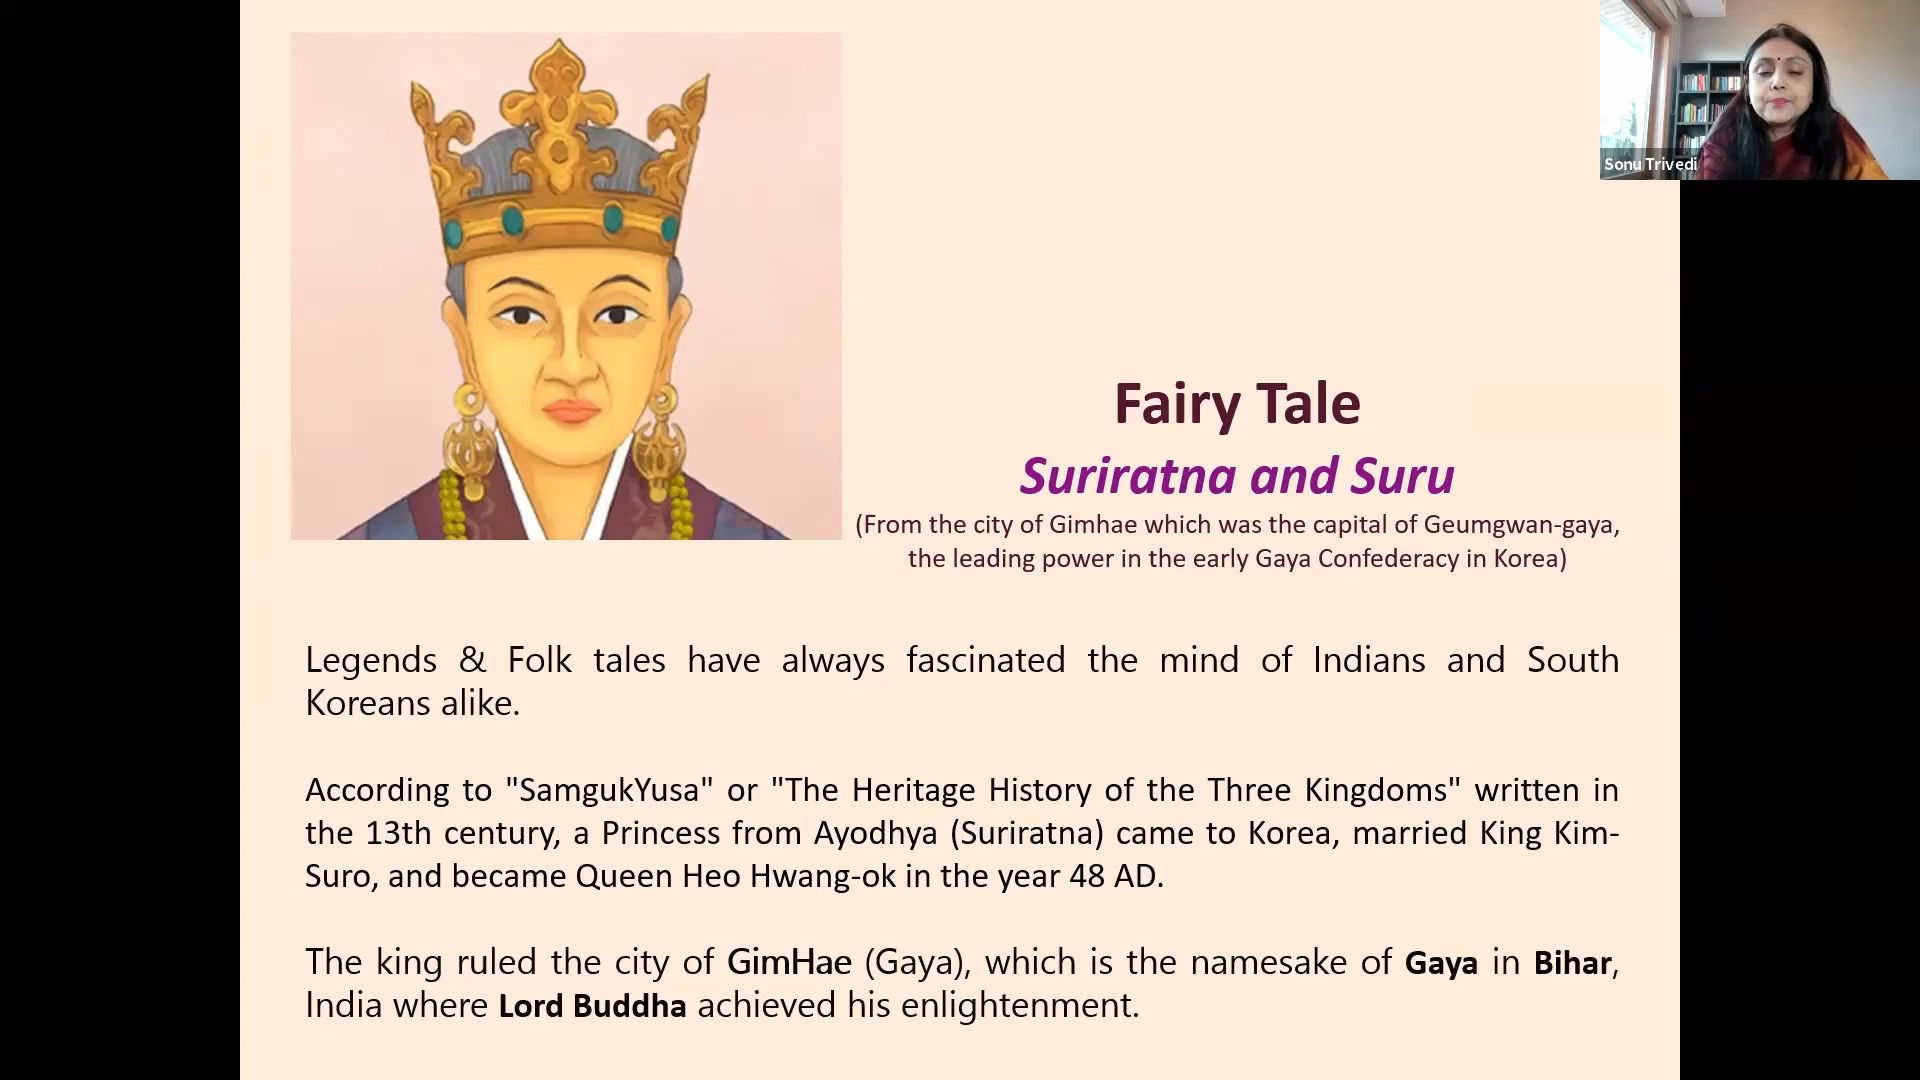 Sonu Trivedi
Fairy Tale
Suriratna and Suru
(From the city of Gimhae which was the capital of Geumgwan-gaya,
the leading power in the early Gaya Confederacy in Korea)
Legends & Folk tales have always fascinated the mind of Indians and South
Koreans alike.
According to "SamgukYusa" or "The Heritage History of the Three Kingdoms" written in
the 13th century, a Princess from Ayodhya (Suriratna) came to Korea, married King Kim-
Suro, and became Queen Heo Hwang-ok in the year 48 AD.
The king ruled the city of GimHae (Gaya), which is the namesake of Gaya in Bihar,
India where Lord Buddha achieved his enlightenment.